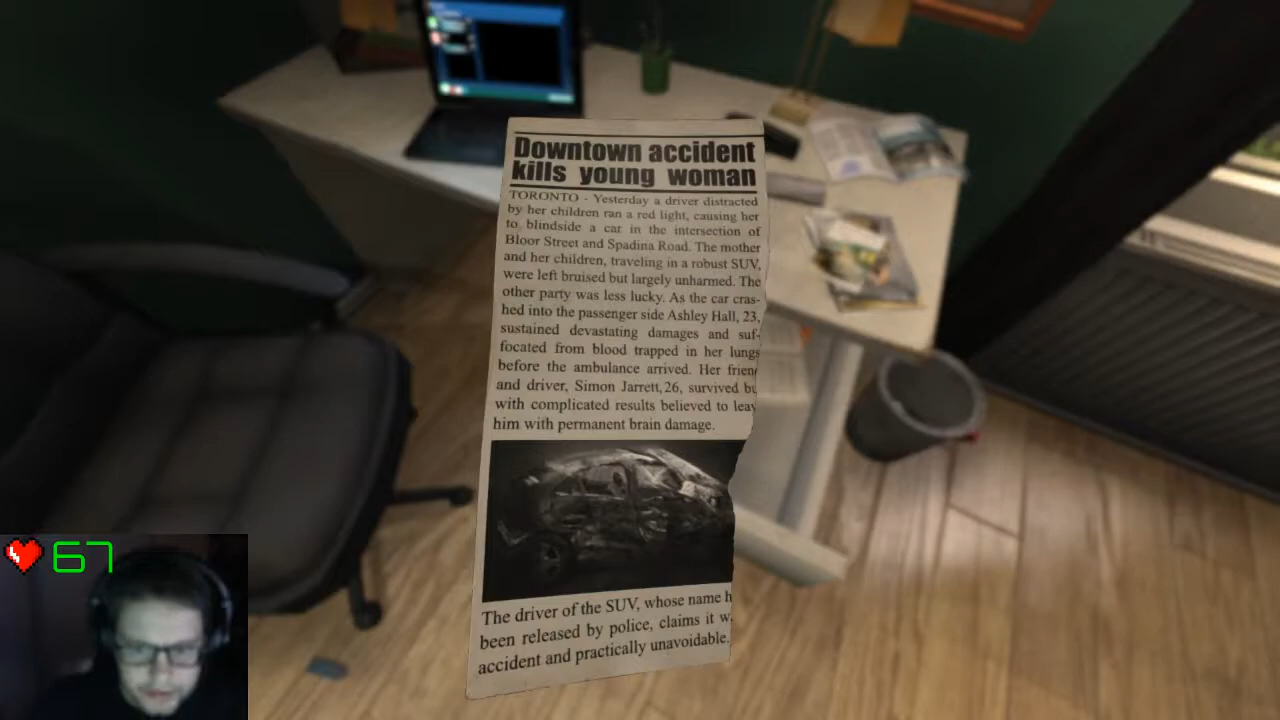 Downtown accident
kills young woman
TORONTO - Yesterday a driver distracted
by her children ran a red light, causing her
to blindside a car in the intersection of
Bloor Street and Spadina Road. The mother
and her children, traveling in a robust SUV,
were left bruised but largely unharmed. The
other party was less lucky. As the car cras-
hed into the passenger side Ashley Hall, 23,
sustained devastating damages and suf-
focated from blood trapped in her lungs
before the ambulance arrived. Her frien
and driver, Simon Jarrett, 26, survived bu
with complicated results believed to leav
him with permanent brain damage.
The driver of the SUV, whose name h
been released by police, claims it w
accident and practically unavoidable.
67